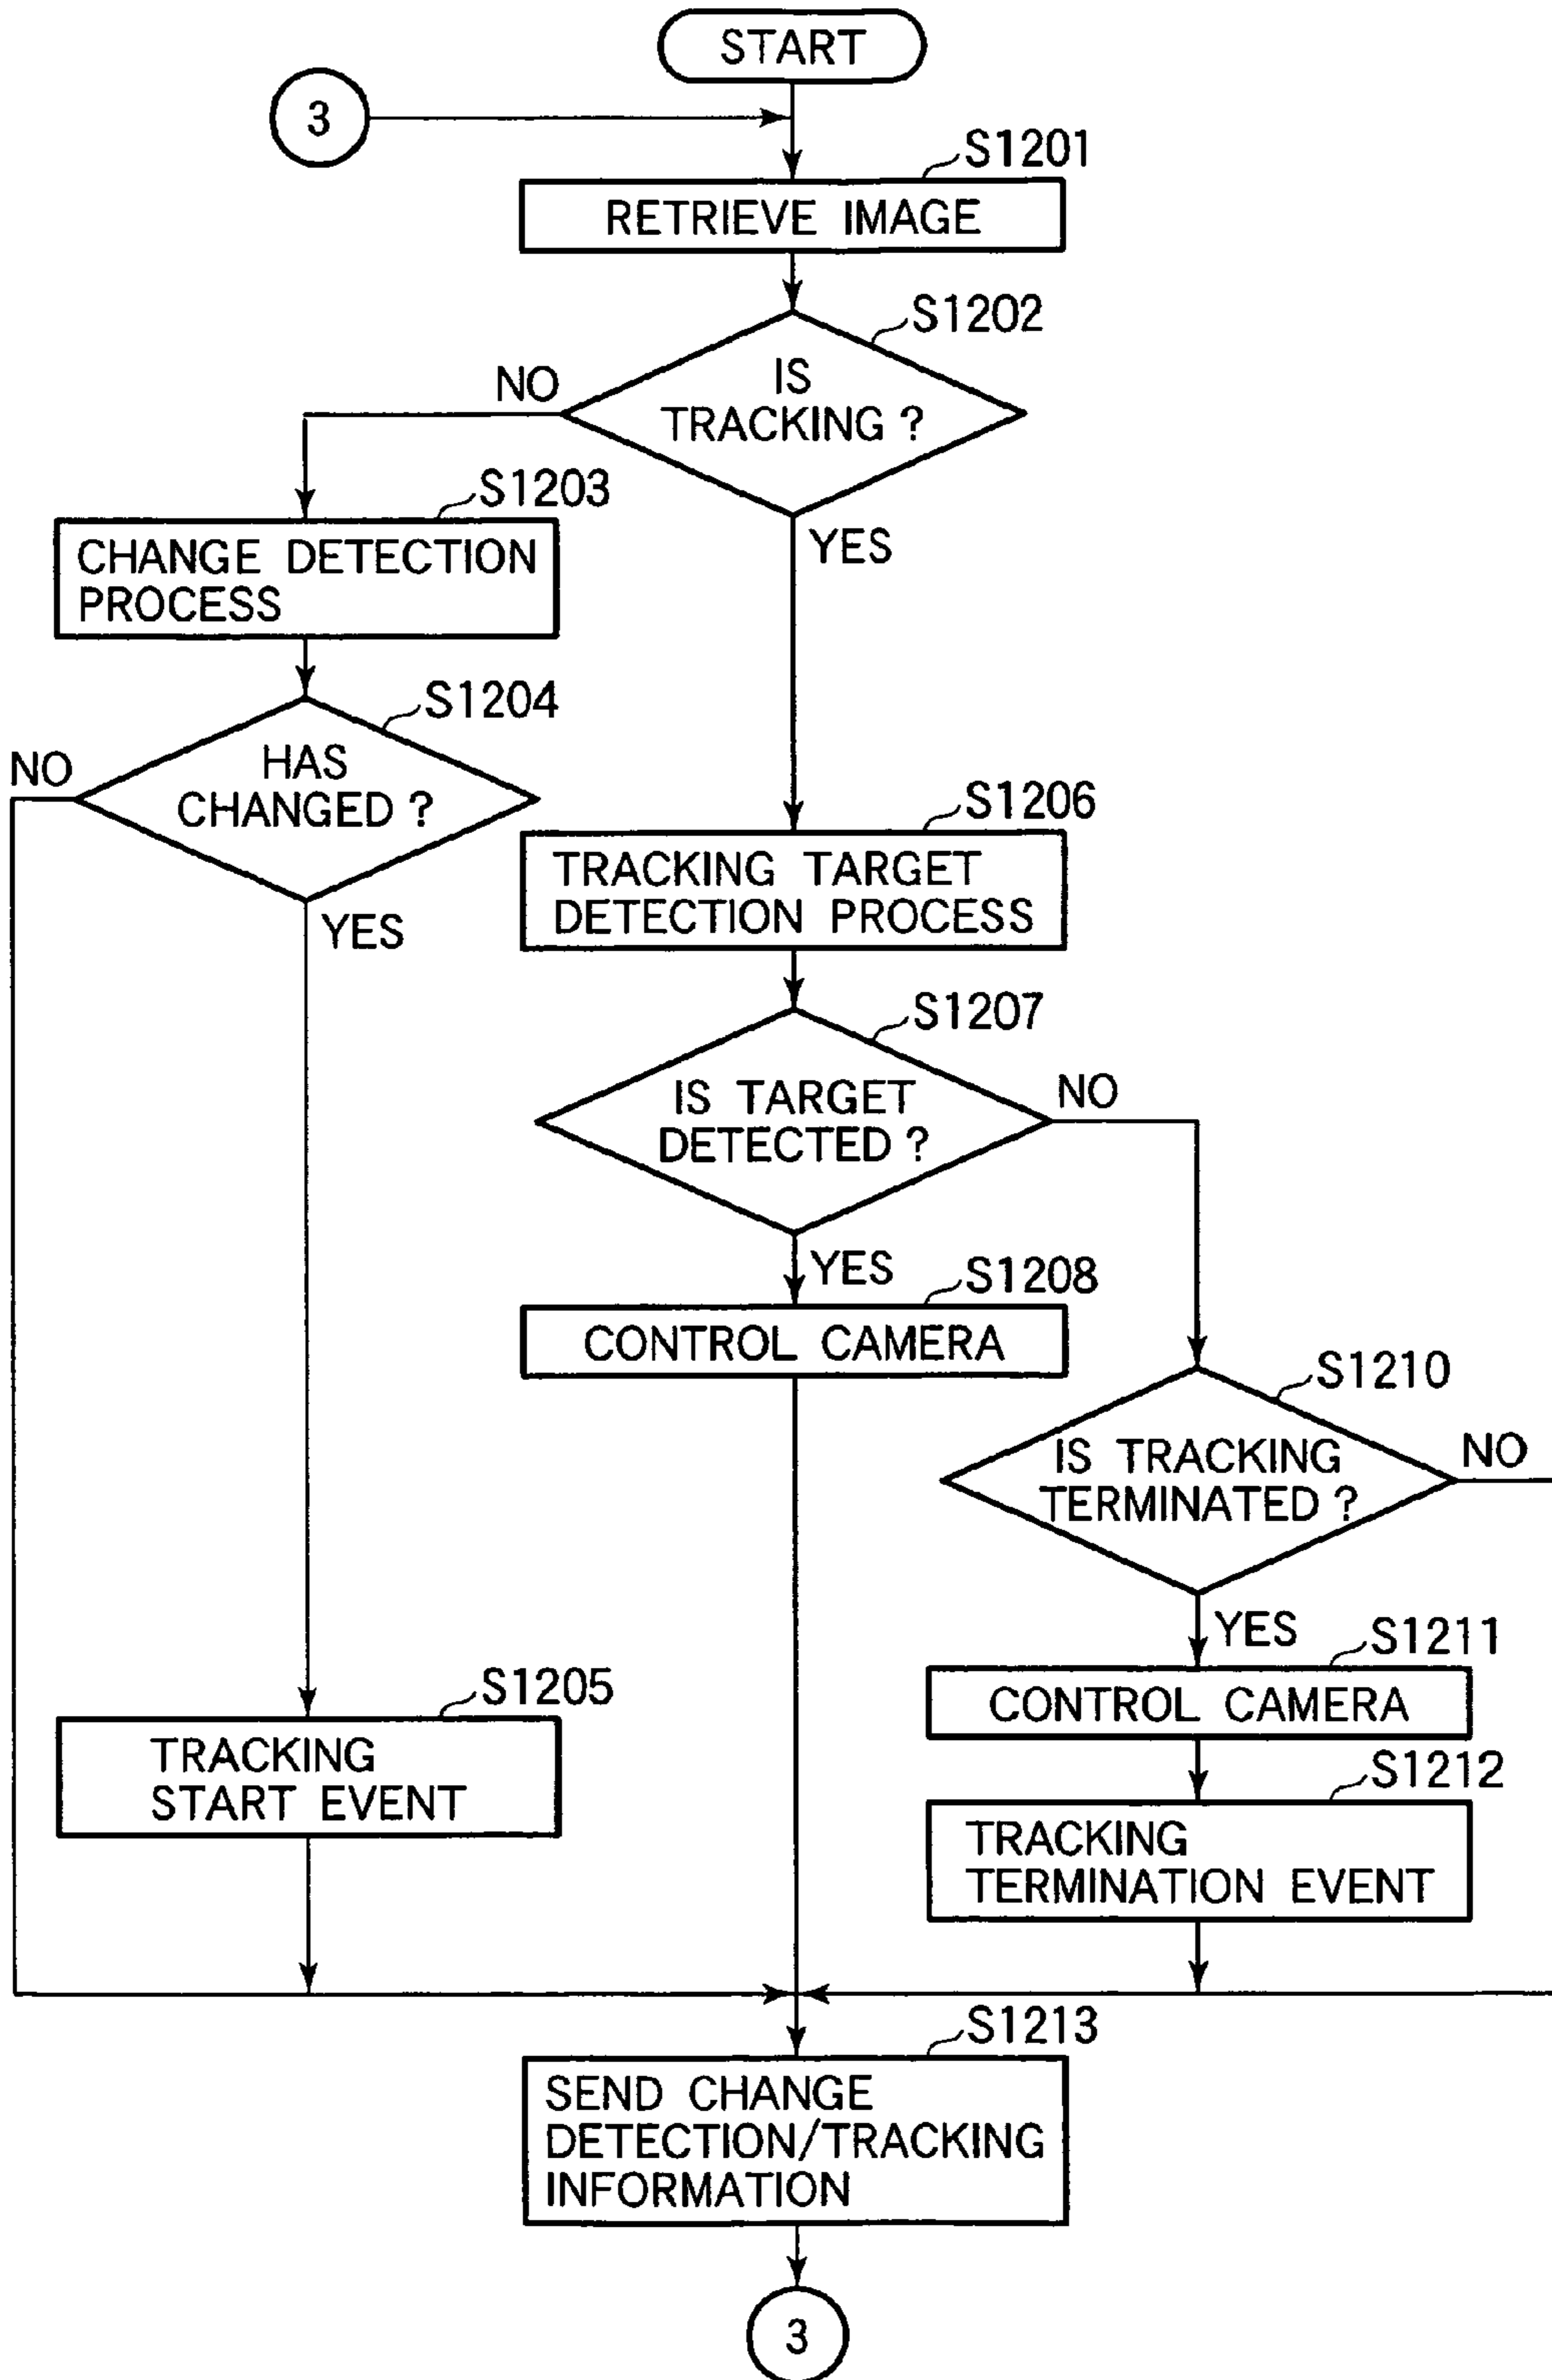 START
3
S1201
RETRIEVE IMAGE
S1202
IS
TRACKING ?
NO
YES
S1203
CHANGE DETECTION
PROCESS
S1204
HAS
CHANGED ?
NO
YES
S1206
TRACKING TARGET
DETECTION PROCESS
S1207
IS TARGET
DETECTED ?
NO
YES
S1208
CONTROL CAMERA
S1210
IS TRACKING
TERMINATED ?
NO
YES
S1211
CONTROL CAMERA
S1205
TRACKING
START EVENT
S1212
TRACKING
TERMINATION EVENT
S1213
SEND CHANGE
DETECTION/TRACKING
INFORMATION
3